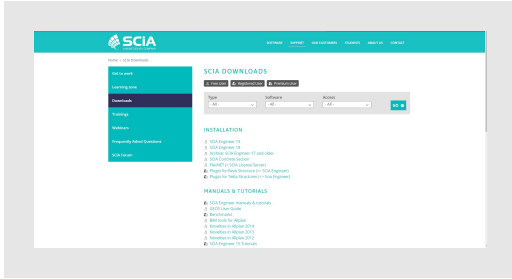 SCiA
SOFTWARE SUPPORT OUR CUSTOMERS STUDENTS ABOUT US CONTACT
Home > SCIA Downloads
Get to work
Learning zone
Downloads
Trainings
Webinars
Frequently Asked Questions
SCIA Forum
SCIA DOWNLOADS
Free User Registered User Premium User
Type Software Access
- All - - All - - All - GO
INSTALLATION
SCIA Engineer 19
SCIA Engineer 18
Archive: SCIA Engineer 17 and older
SCIA Concrete Section
FlexNET (= SCIA License Server)
Plugin for Revit Structure (<> SCIA Engineer)
Plugin for Tekla Structures (<> Scia Engineer)
MANUALS & TUTORIALS
SCIA Engineer manuals & tutorials
GEO5 User Guide
Benchmarks
BIM tools for Allplan
Novelties in Allplan 2014
Novelties in Allplan 2013
Novelties in Allplan 2012
SCIA Engineer 15 Tutorials